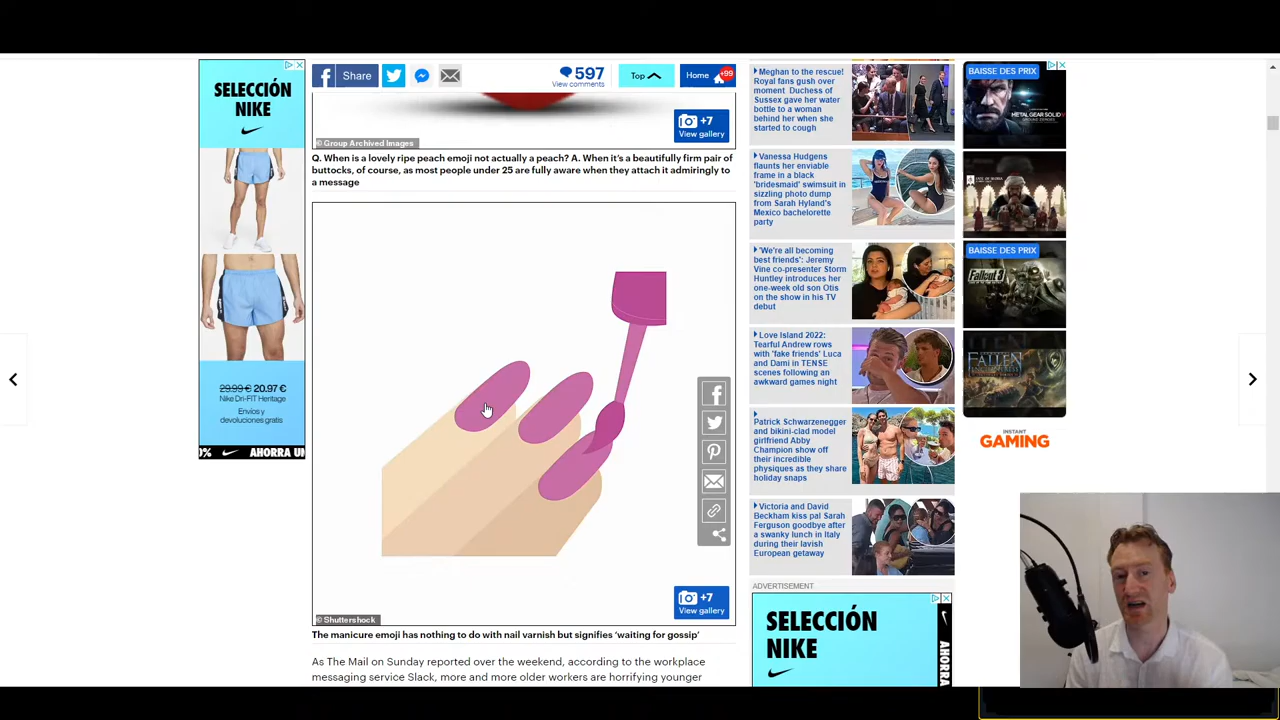 SELECCIÓN
NIKE
29.99 € 20.97 €
Nike Dri-FIT Heritage
Envíos y
devoluciones gratis
AHORRA UN
Share
597
View comments
Top
Home
+99
+7
View gallery
© Group Archived Images
Q. When is a lovely ripe peach emoji not actually a peach? A. When it's a beautifully firm pair of
buttocks, of course, as most people under 25 are fully aware when they attach it admiringly to
a message
+7
View gallery
© Shuttershock
The manicure emoji has nothing to do with nail varnish but signifies 'waiting for gossip'
As The Mail on Sunday reported over the weekend, according to the workplace
messaging service Slack, more and more older workers are horrifying younger
Meghan to the rescue!
Royal fans gush over
moment Duchess of
Sussex gave her water
bottle to a woman
behind her when she
started to cough
Vanessa Hudgens
flaunts her enviable
frame in a black
'bridesmaid' swimsuit in
sizzling photo dump
from Sarah Hyland's
Mexico bachelorette
party
'We're all becoming
best friends': Jeremy
Vine co-presenter Storm
Huntley introduces her
one-week old son Otis
on the show in his TV
debut
Love Island 2022:
Tearful Andrew rows
with 'fake friends' Luca
and Dami in TENSE
scenes following an
awkward games night
Patrick Schwarzenegger
and bikini-clad model
girlfriend Abby
Champion show off
their incredible
physiques as they share
holiday snaps
Victoria and David
Beckham kiss pal Sarah
Ferguson goodbye after
a swanky lunch in Italy
during their lavish
European getaway
ADVERTISEMENT
SELECCIÓN
NIKE
AHORRA
BAISSE DES PRIX
METAL GEAR SOLID V
GROUND ZEROES
BAISSE DES PRIX
Fallout 3
FALLEN
INSTANT
GAMING